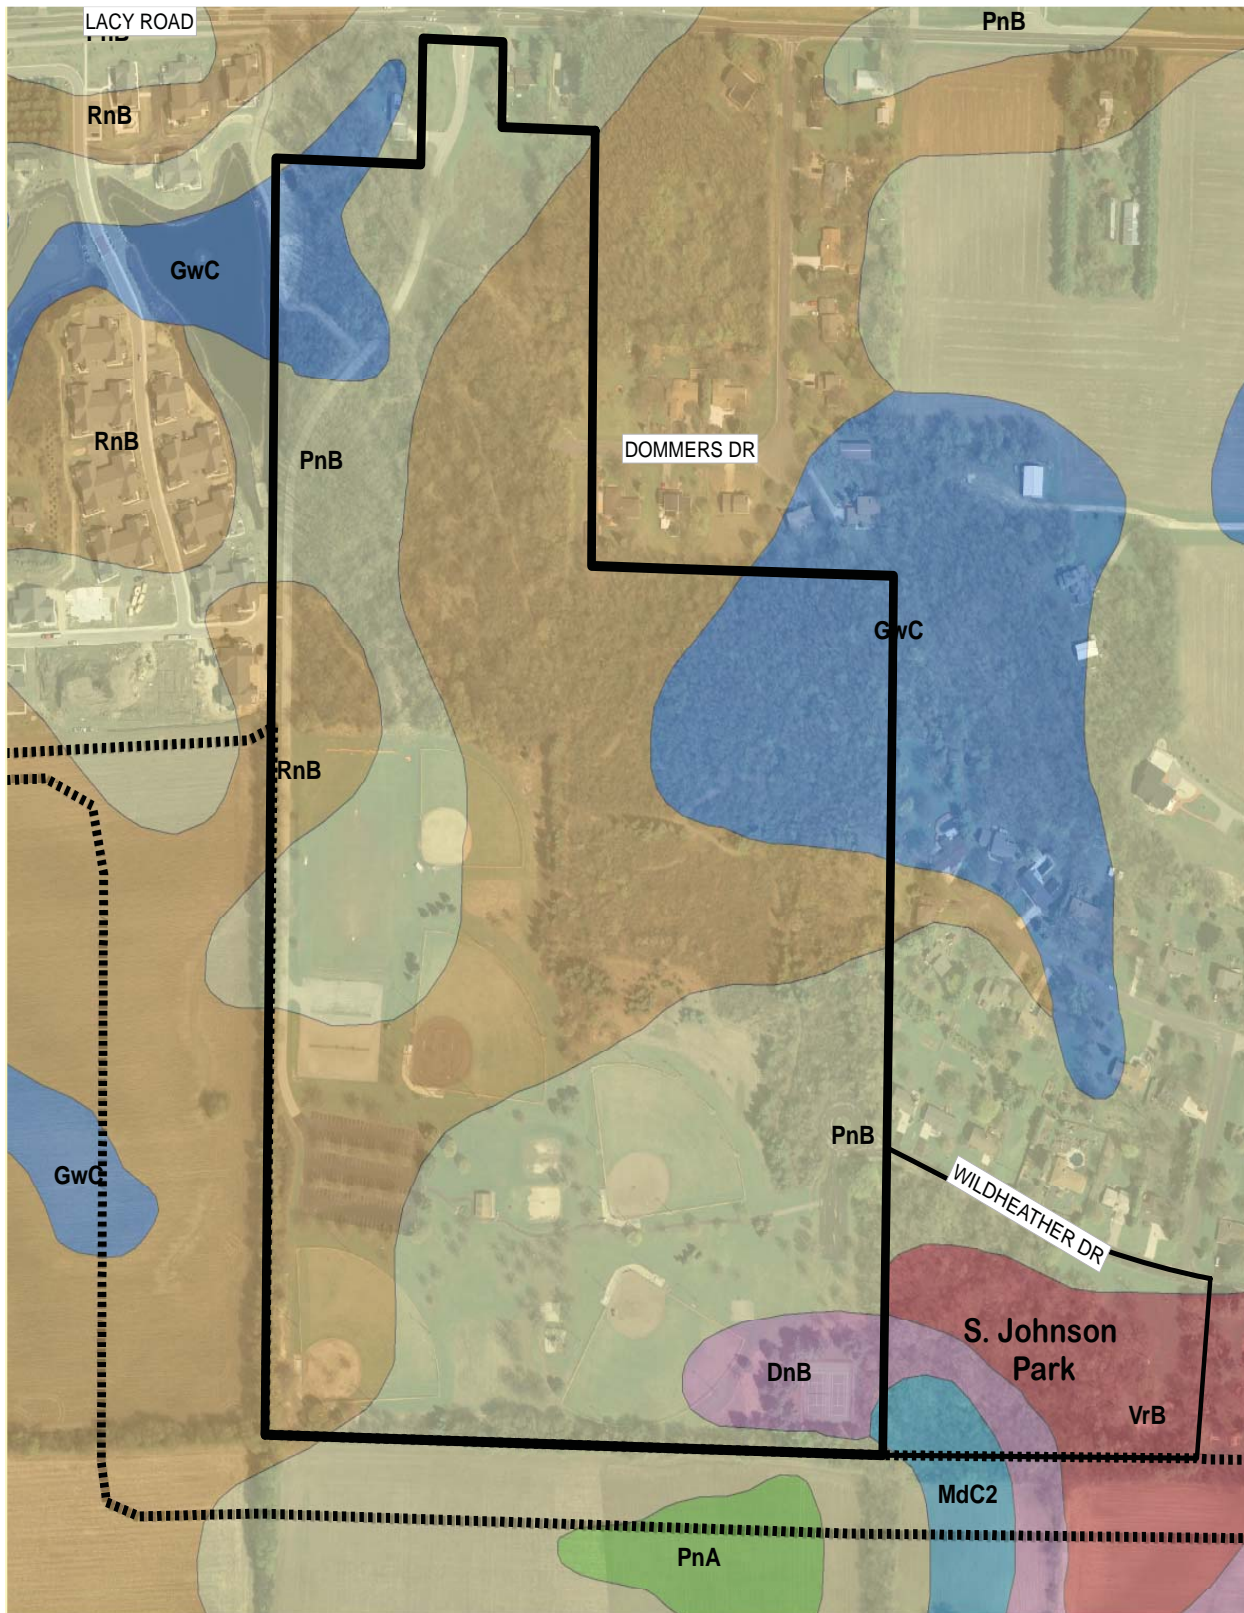 LACY ROAD
PnB
PnB
RnB
GwC
RnB
PnB
DOMMERS DR
GwC
RnB
PnB
GwC
WILDHEATHER DR
S. Johnson
Park
DnB
VrB
MdC2
PnA